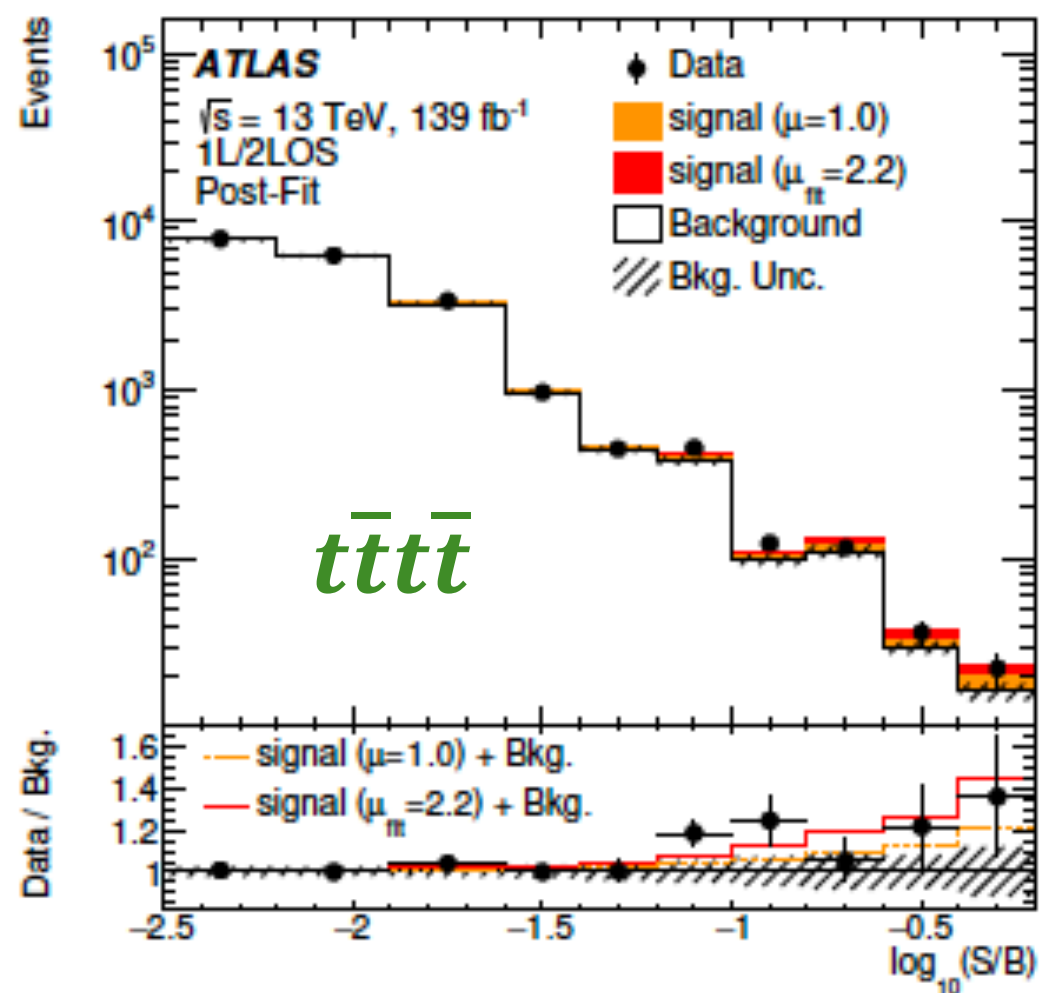 Events
10⁵
10⁴
10³
10²
ATLAS
√s = 13 TeV, 139 fb⁻¹
1L/2LOS
Post-Fit
Data
signal (μ=1.0)
signal (μ_fit=2.2)
Background
Bkg. Unc.
tt̅tt̅
Data / Bkg.
1.6
1.4
1.2
1
signal (μ=1.0) + Bkg.
signal (μ_fit=2.2) + Bkg.
−2.5 −2 −1.5 −1 −0.5
log₁₀(S/B)